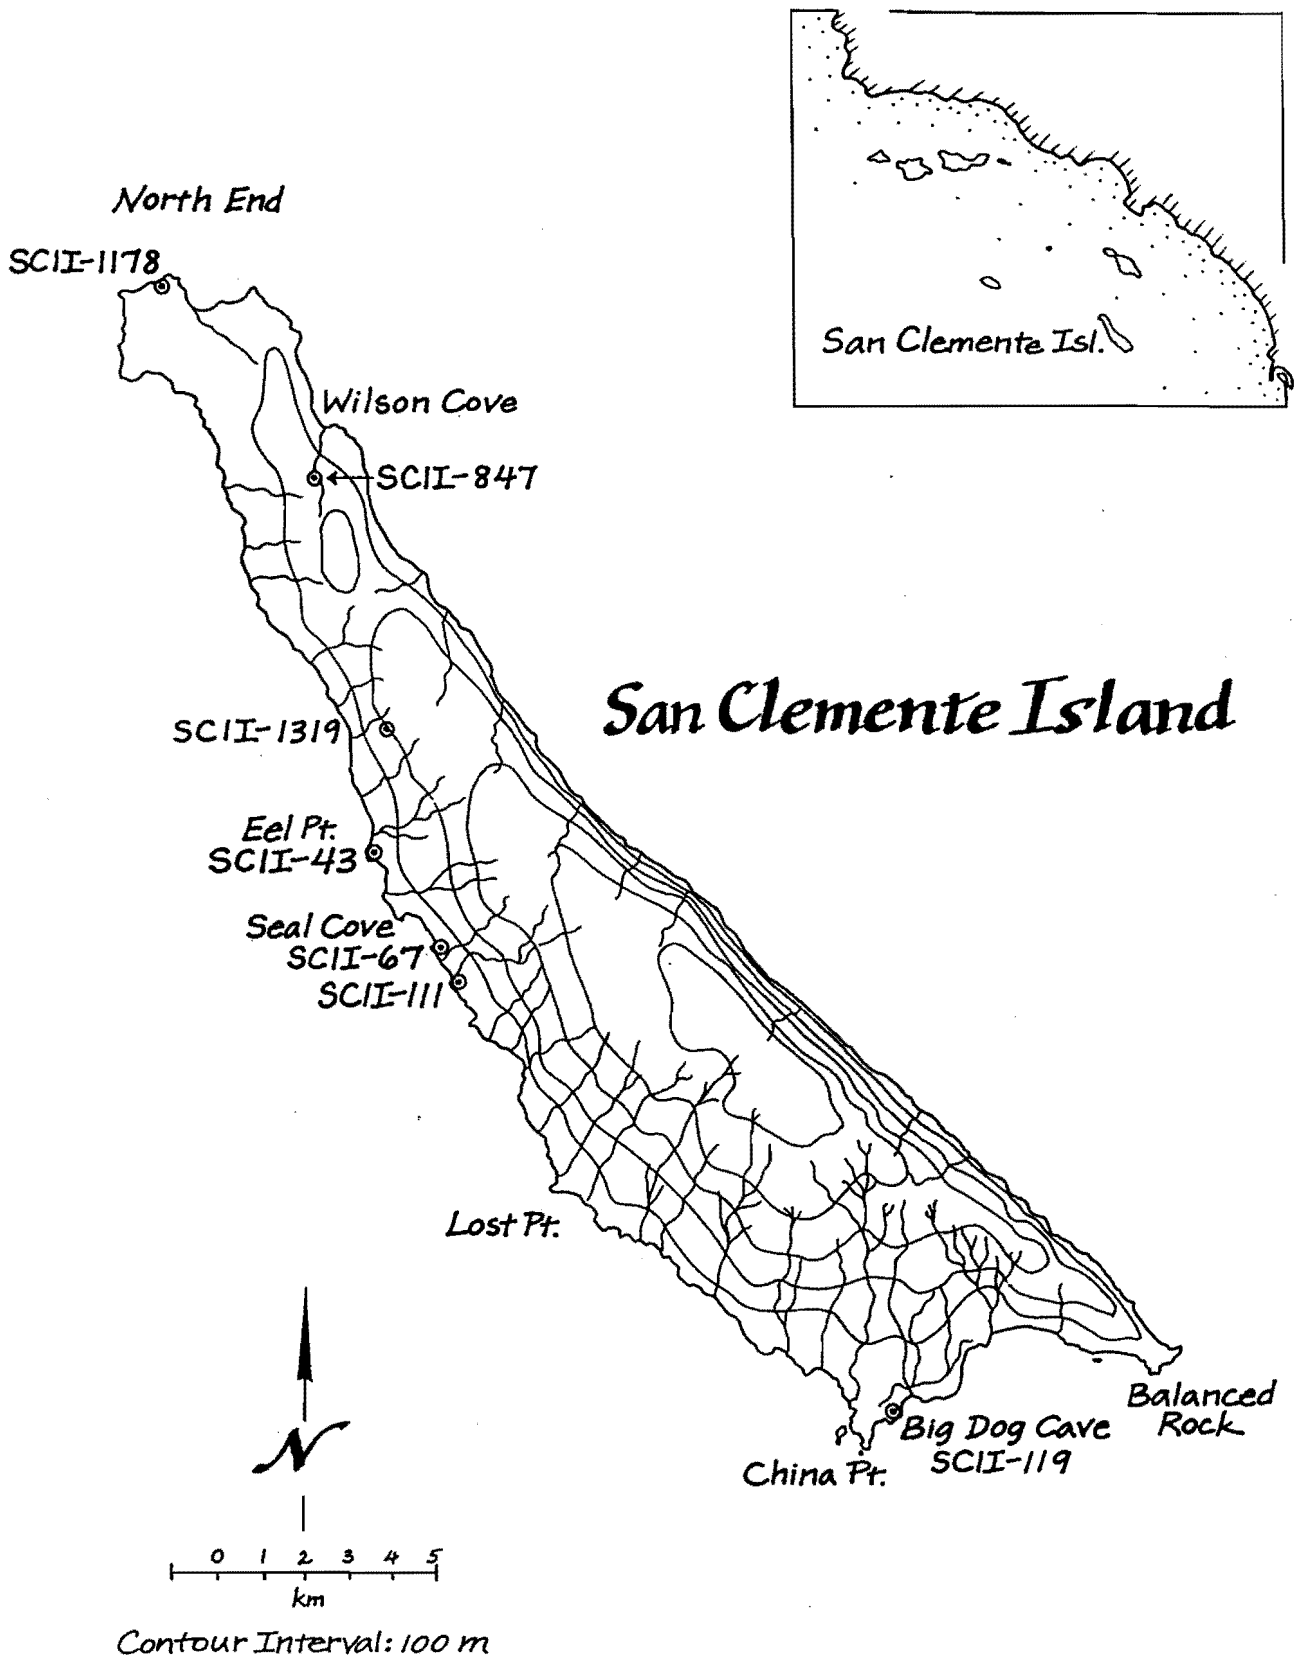 North End
SCII-1178
San Clemente Isl.
Wilson Cove
SCII-847
San Clemente Island
SCII-1319
Eel Pt.
SCII-43
Seal Cove
SCII-67
SCII-111
Lost Pt.
Balanced
Rock
Big Dog Cave
SCII-119
China Pt.
N
0 1 2 3 4 5
km
Contour Interval: 100 m